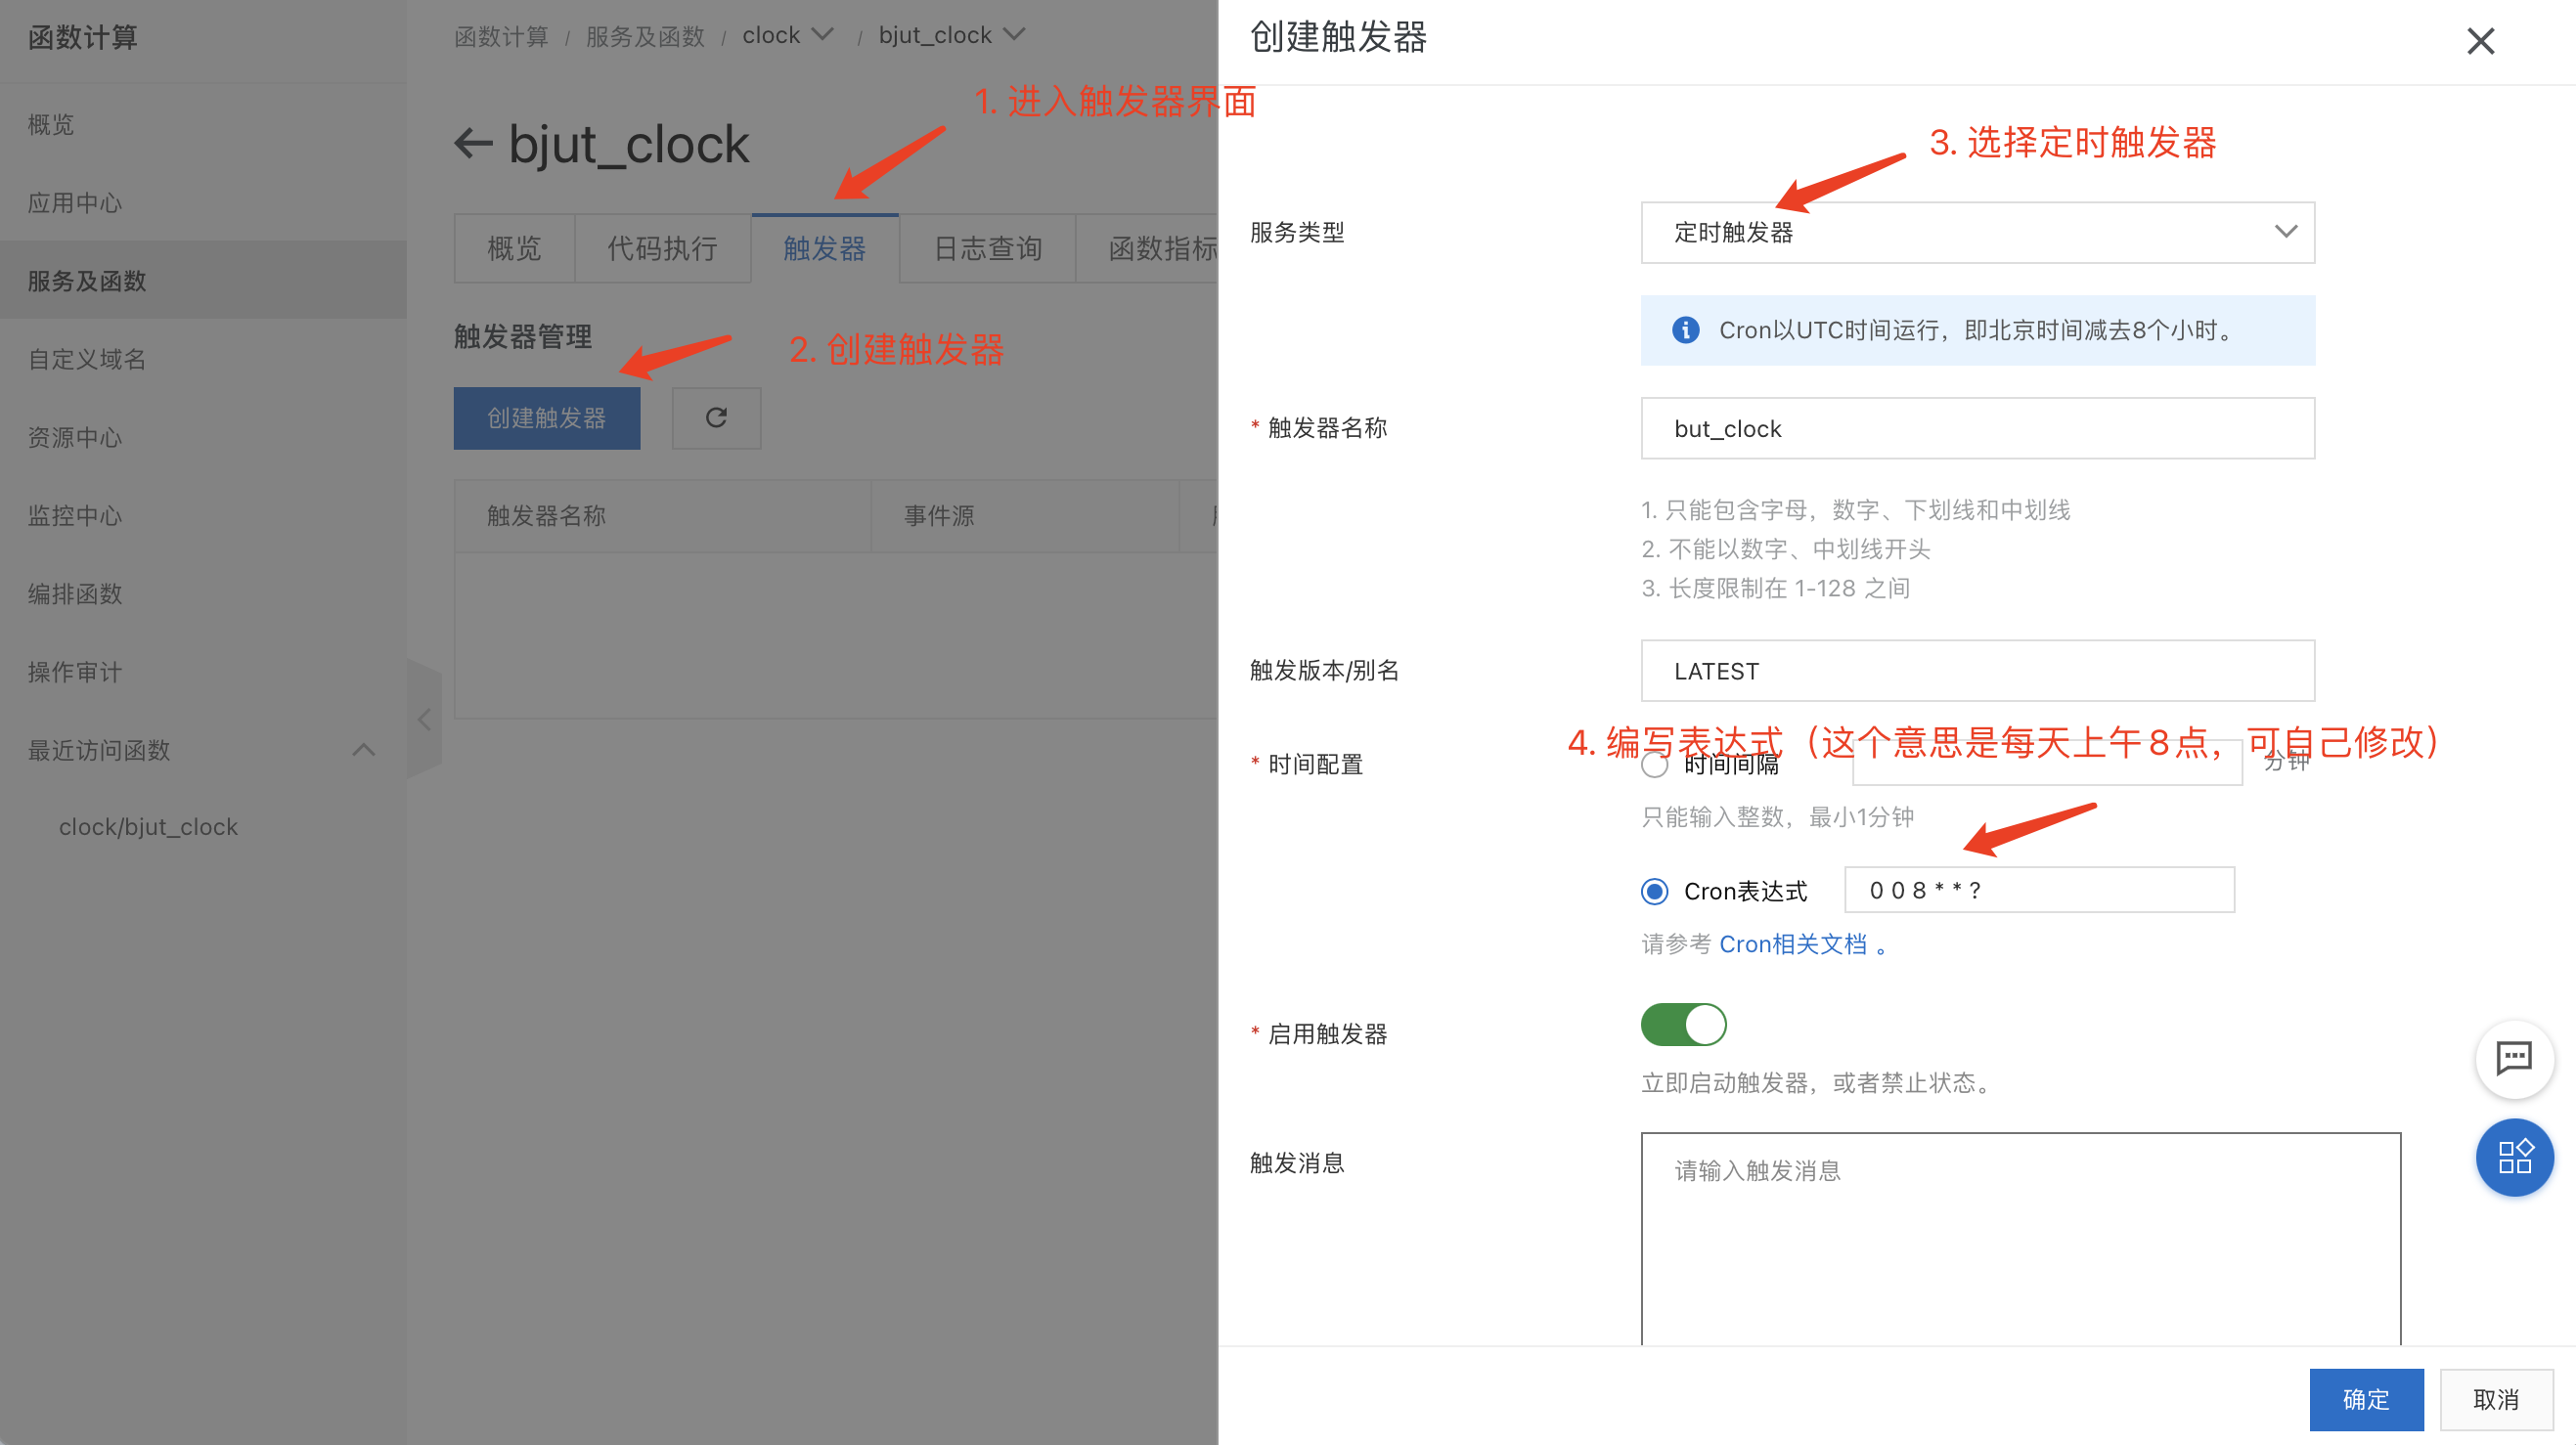 函数计算
概览
应用中心
服务及函数
自定义域名
资源中心
监控中心
编排函数
操作审计
最近访问函数
clock/bjut_clock
函数计算 / 服务及函数 / clock / bjut_clock
1. 进入触发器界面
bjut_clock
概览 代码执行 触发器 日志查询 函数指标
触发器管理
2. 创建触发器
创建触发器
触发器名称 事件源
创建触发器
3. 选择定时触发器
服务类型 定时触发器
Cron以UTC时间运行，即北京时间减去8个小时。
* 触发器名称 but_clock
1. 只能包含字母，数字、下划线和中划线
2. 不能以数字、中划线开头
3. 长度限制在 1-128 之间
触发版本/别名 LATEST
4. 编写表达式（这个意思是每天上午8点，可自己修改）
* 时间配置 时间间隔 分钟
只能输入整数，最小1分钟
Cron表达式 0 0 8 * * ?
请参考 Cron相关文档 。
* 启用触发器
立即启动触发器，或者禁止状态。
触发消息 请输入触发消息
确定 取消